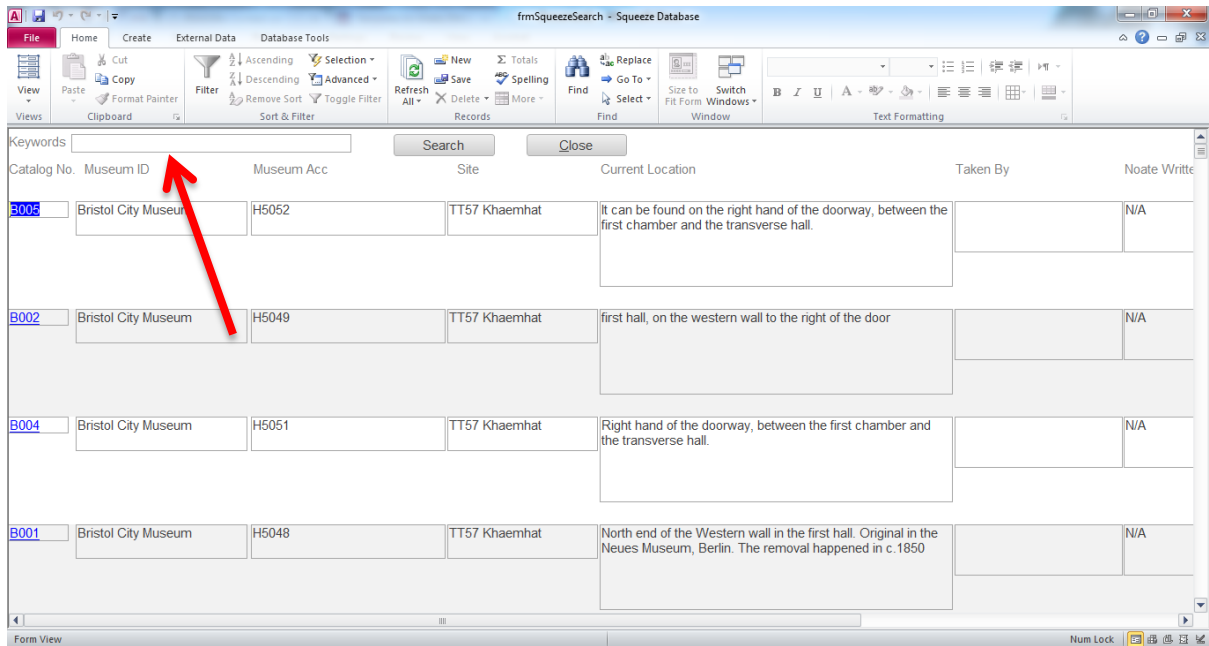 frmSqueezeSearch - Squeeze Database
File Home Create External Data Database Tools
View
Views
Paste
Cut
Copy
Format Painter
Clipboard
Filter
Ascending
Descending
Remove Sort
Selection
Advanced
Toggle Filter
Sort & Filter
Refresh
All
New
Save
Delete
Totals
Spelling
More
Records
Find
Replace
Go To
Select
Find
Size to
Fit Form
Switch
Windows
Window
B I U A
Text Formatting
Keywords Search Close
Catalog No. Museum ID Museum Acc Site Current Location Taken By Noate Writte
B005 Bristol City Museum H5052 TT57 Khaemhat It can be found on the right hand of the doorway, between the N/A
first chamber and the transverse hall.
B002 Bristol City Museum H5049 TT57 Khaemhat first hall, on the western wall to the right of the door N/A
B004 Bristol City Museum H5051 TT57 Khaemhat Right hand of the doorway, between the first chamber and N/A
the transverse hall.
B001 Bristol City Museum H5048 TT57 Khaemhat North end of the Western wall in the first hall. Original in the N/A
Neues Museum, Berlin. The removal happened in c.1850
Form View Num Lock